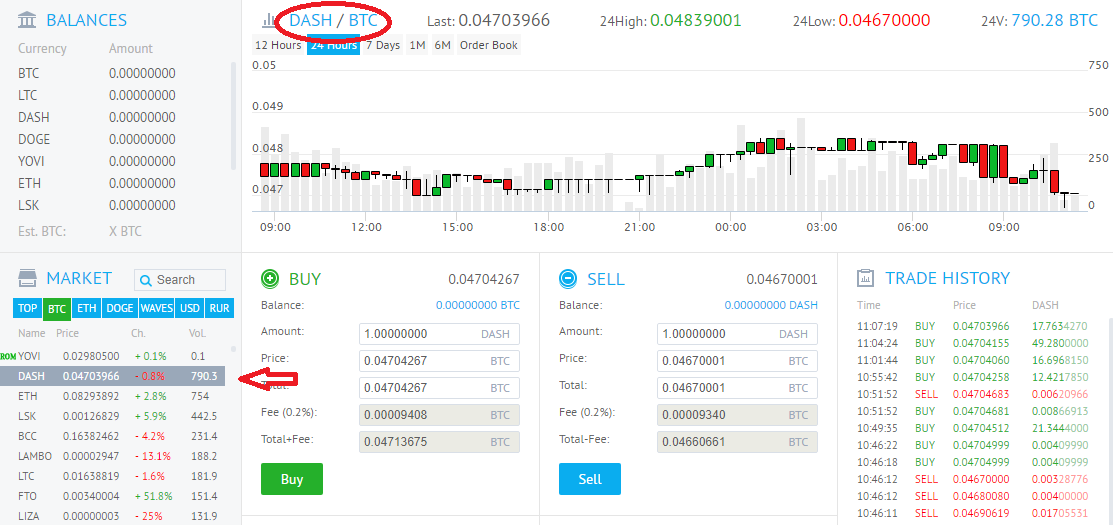 BALANCES
Currency Amount
BTC 0.00000000
LTC 0.00000000
DASH 0.00000000
DOGE 0.00000000
YOVI 0.00000000
ETH 0.00000000
LSK 0.00000000
Est. BTC: X BTC
DASH / BTC Last: 0.04703966 24High: 0.04839001 24Low: 0.04670000 24V: 790.28 BTC
12 Hours 24 Hours 7 Days 1M 6M Order Book
0.05 750
0.049 500
0.048 250
0.047 0
09:00 12:00 15:00 18:00 21:00 00:00 03:00 06:00 09:00
MARKET Search
TOP BTC ETH DOGE WAVES USD RUR
Name Price Ch. Vol.
ROM YOVI 0.02980500 + 0.1% 0.1
DASH 0.04703966 - 0.8% 790.3
ETH 0.08293892 + 2.8% 754
LSK 0.00126829 + 5.9% 442.5
BCC 0.16382462 - 4.2% 231.4
LAMBO 0.00002947 - 13.1% 188.2
LTC 0.01638819 - 1.6% 181.9
FTO 0.00340004 + 51.8% 151.4
LIZA 0.00000003 - 25% 131.9
BUY 0.04704267
Balance: 0.00000000 BTC
Amount: 1.00000000 DASH
Price: 0.04704267 BTC
Total: 0.04704267 BTC
Fee (0.2%): 0.00009408 BTC
Total+Fee: 0.04713675 BTC
Buy
SELL 0.04670001
Balance: 0.00000000 DASH
Amount: 1.00000000 DASH
Price: 0.04670001 BTC
Total: 0.04670001 BTC
Fee (0.2%): 0.00009340 BTC
Total-Fee: 0.04660661 BTC
Sell
TRADE HISTORY
Time Price DASH
11:07:19 BUY 0.04703966 17.7634270
11:04:24 BUY 0.04704155 49.2800000
11:01:44 BUY 0.04704060 16.6968150
10:55:42 BUY 0.04704258 12.4217850
10:51:52 SELL 0.04704683 0.00620966
10:51:52 BUY 0.04704681 0.00866913
10:49:35 BUY 0.04704512 21.3444000
10:46:22 BUY 0.04704999 0.00409990
10:46:18 BUY 0.04704999 0.00409999
10:46:12 SELL 0.04670000 0.00328776
10:46:12 SELL 0.04680080 0.00400000
10:46:11 SELL 0.04690619 0.01705531